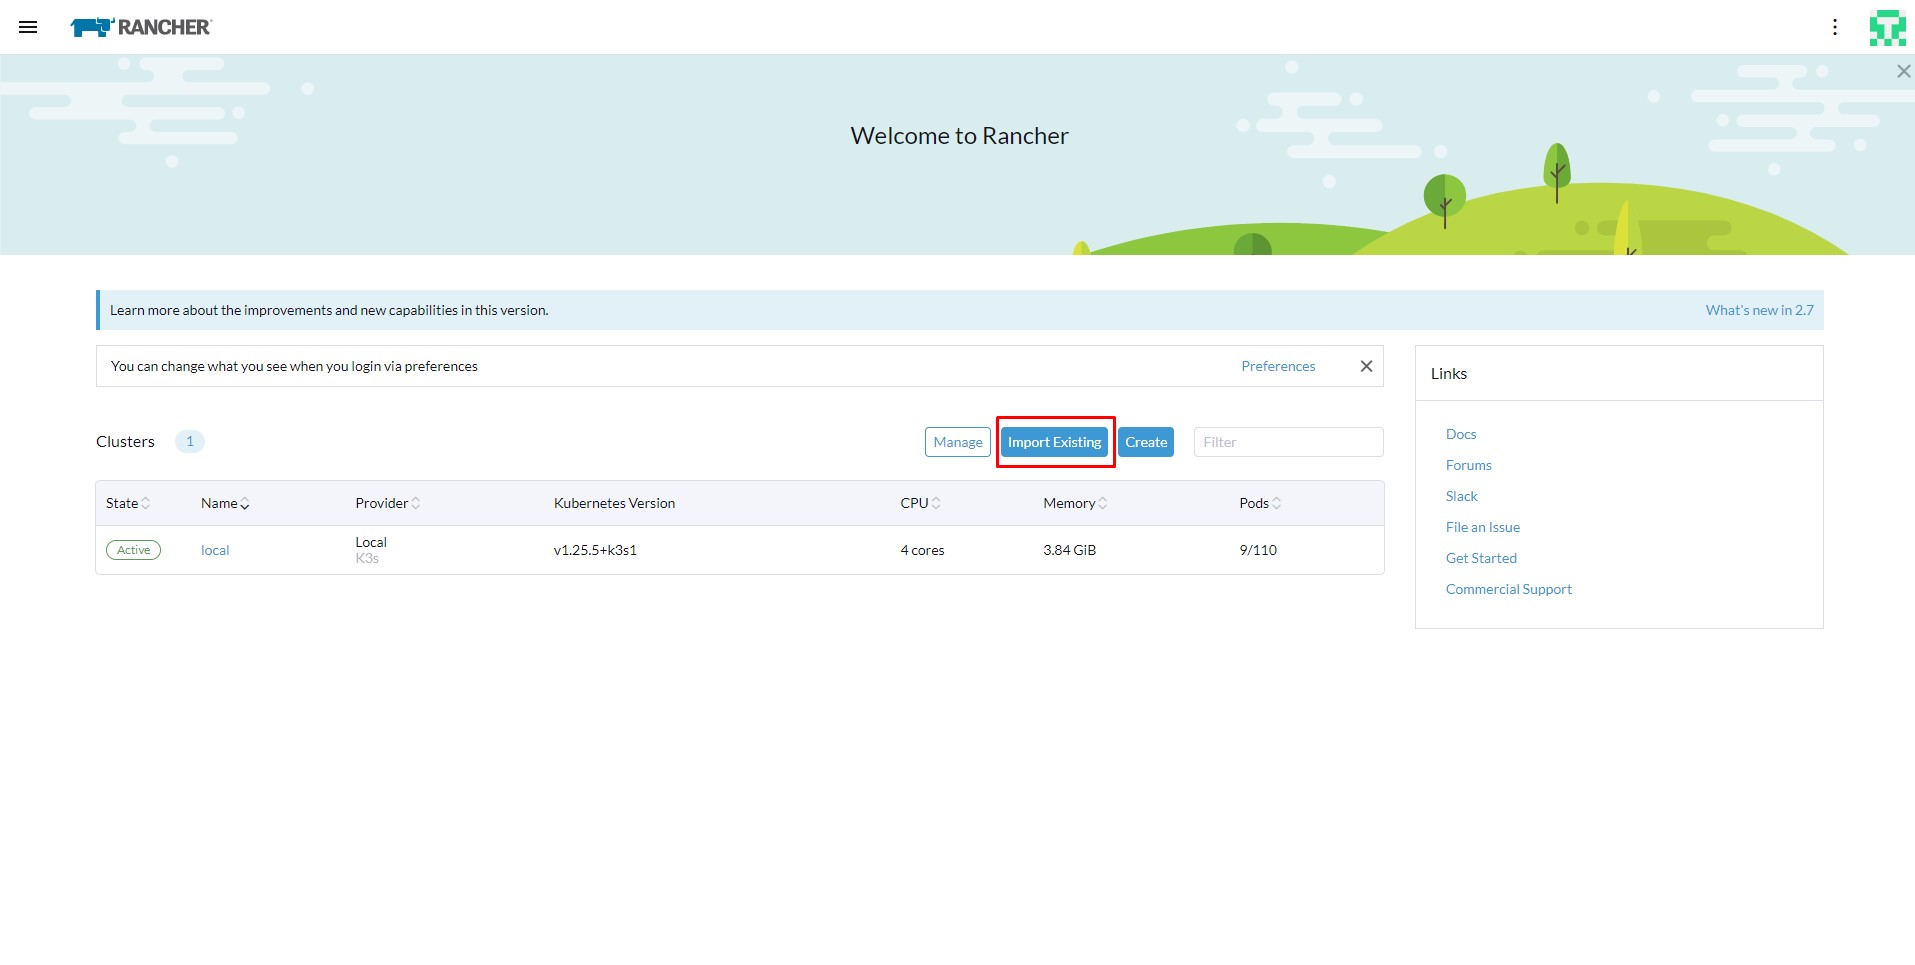 RANCHER
Welcome to Rancher
Learn more about the improvements and new capabilities in this version. What's new in 2.7
You can change what you see when you login via preferences Preferences
Links
Clusters 1 Manage Import Existing Create Filter
Docs
Forums
Slack
File an Issue
Get Started
Commercial Support
State Name Provider Kubernetes Version CPU Memory Pods
Active local Local v1.25.5+k3s1 4 cores 3.84 GiB 9/110
K3s